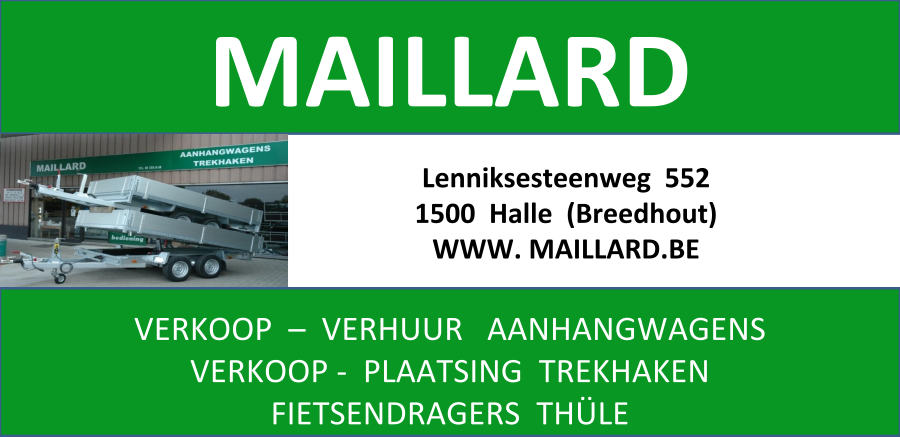 MAILLARD
MAILLARD
AANHANGWAGENS
TREKHAKEN
bediening
Lenniksesteenweg 552
1500 Halle (Breedhout)
WWW. MAILLARD.BE
VERKOOP – VERHUUR AANHANGWAGENS
VERKOOP - PLAATSING TREKHAKEN
FIETSENDRAGERS THÜLE